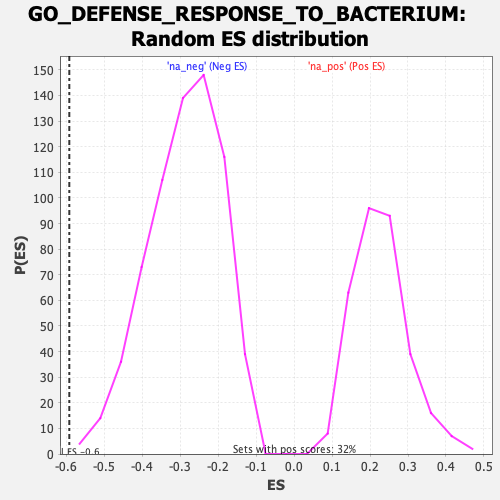 GO_DEFENSE_RESPONSE_TO_BACTERIUM:
Random ES distribution
'na_neg' (Neg ES) 'na_pos' (Pos ES)
150
140
130
120
110
100
90
80
70
60
50
40
30
20
10
0
P(ES)
ES -0.6
Sets with pos scores: 32%
-0.6 -0.5 -0.4 -0.3 -0.2 -0.1 0.0 0.1 0.2 0.3 0.4 0.5
ES